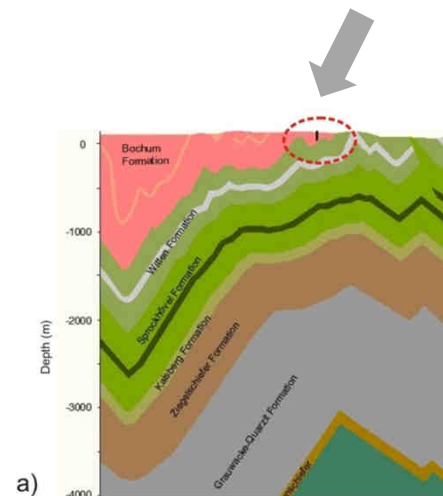 0
Bochum
Formation
-1000
Witten Formation
Sprockhövel Formation
-2000
Depth (m)
Kaisberg Formation
Ziegelschiefer Formation
-3000
Grauwacke-Quarzit Formation
a)
-4000